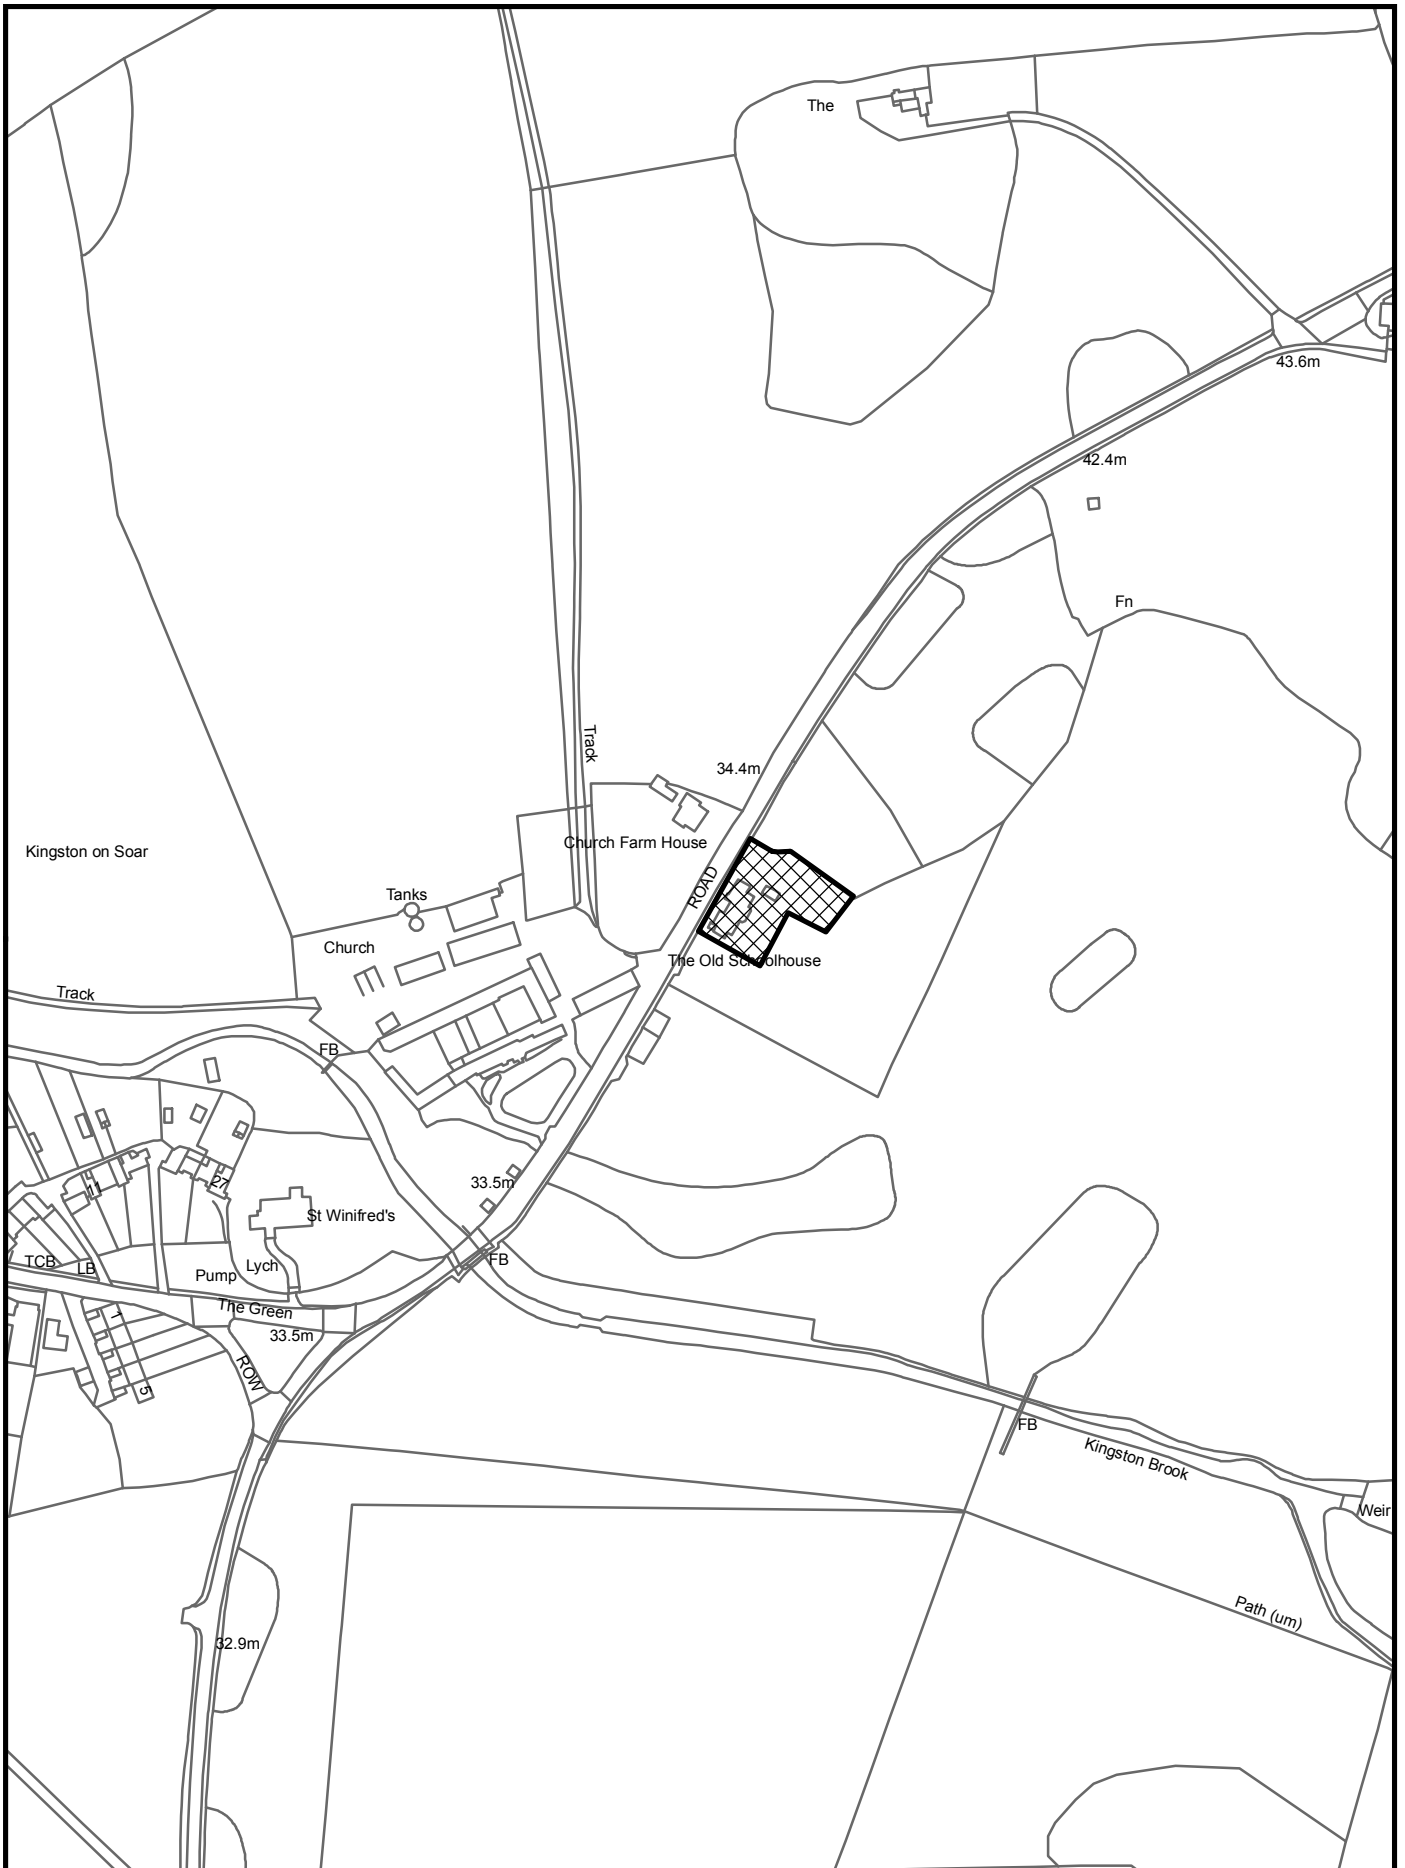 The
43.6m
42.4m
Fn
Track
34.4m
Church Farm House
Kingston on Soar
ROAD
Tanks
Church
The Old Schoolhouse
Track
FB
33.5m
11
27
St Winifred's
TCB
LB
Pump
Lych
FB
The Green
33.5m
1
ROW
5
FB
Kingston Brook
Weir
Path (um)
32.9m